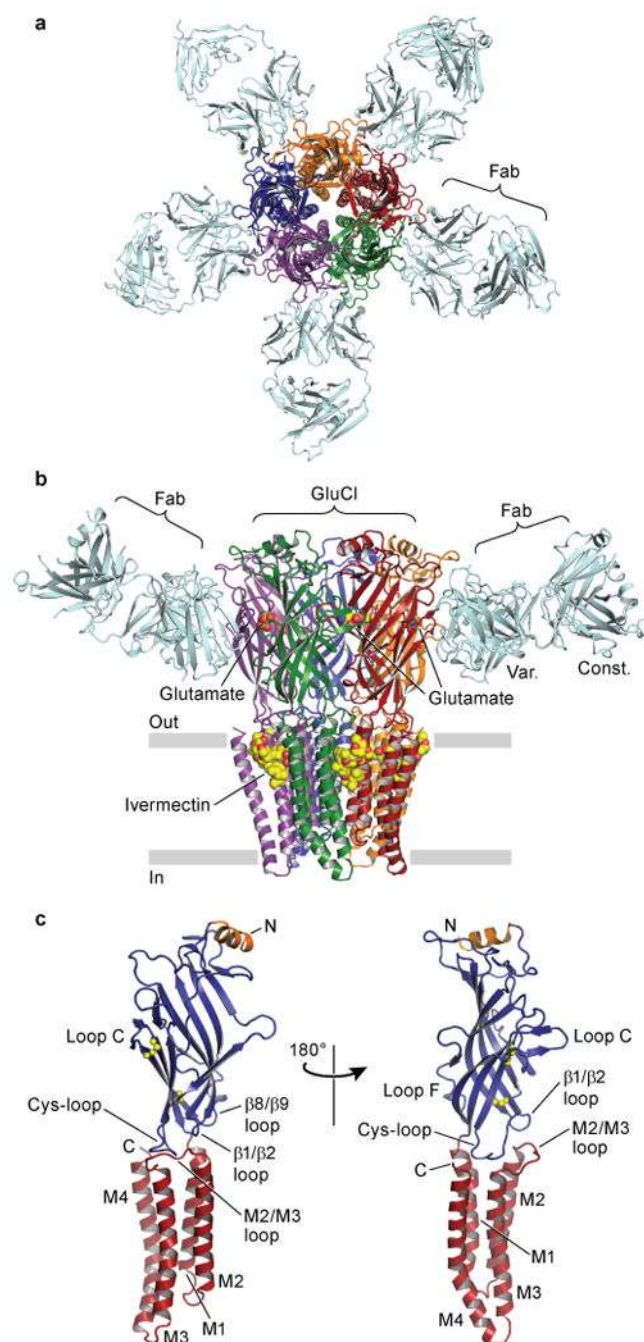 a
Fab
b
Fab
GluCl
Fab
Glutamate
Glutamate
Var.
Const.
Out
Ivermectin
In
c
N
N
Loop C
180°
Loop C
β8/β9
loop
Loop F
β1/β2
loop
Cys-loop
β1/β2
loop
Cys-loop
M2/M3
loop
C
C
M4
M2/M3
loop
M2
M1
M2
M1
M3
M3
M4